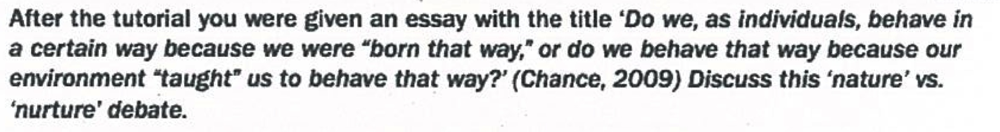 After the tutorial you were given an essay with the title ‘Do we, as individuals, behave in
a certain way because we were “born that way,” or do we behave that way because our
environment “taught” us to behave that way?’ (Chance, 2009) Discuss this ‘nature’ vs.
‘nurture’ debate.